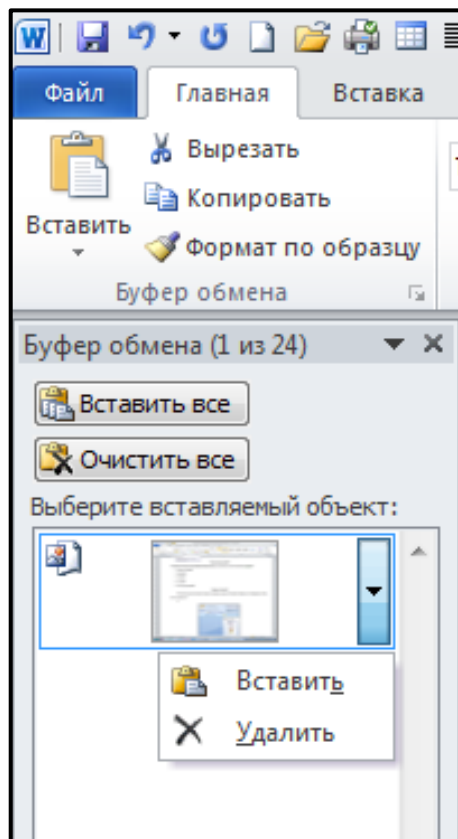 W
Файл Главная Вставка
Вырезать
Копировать
Вставить
Формат по образцу
Буфер обмена
Буфер обмена (1 из 24)
Вставить все
Очистить все
Выберите вставляемый объект:
Вставить
Удалить